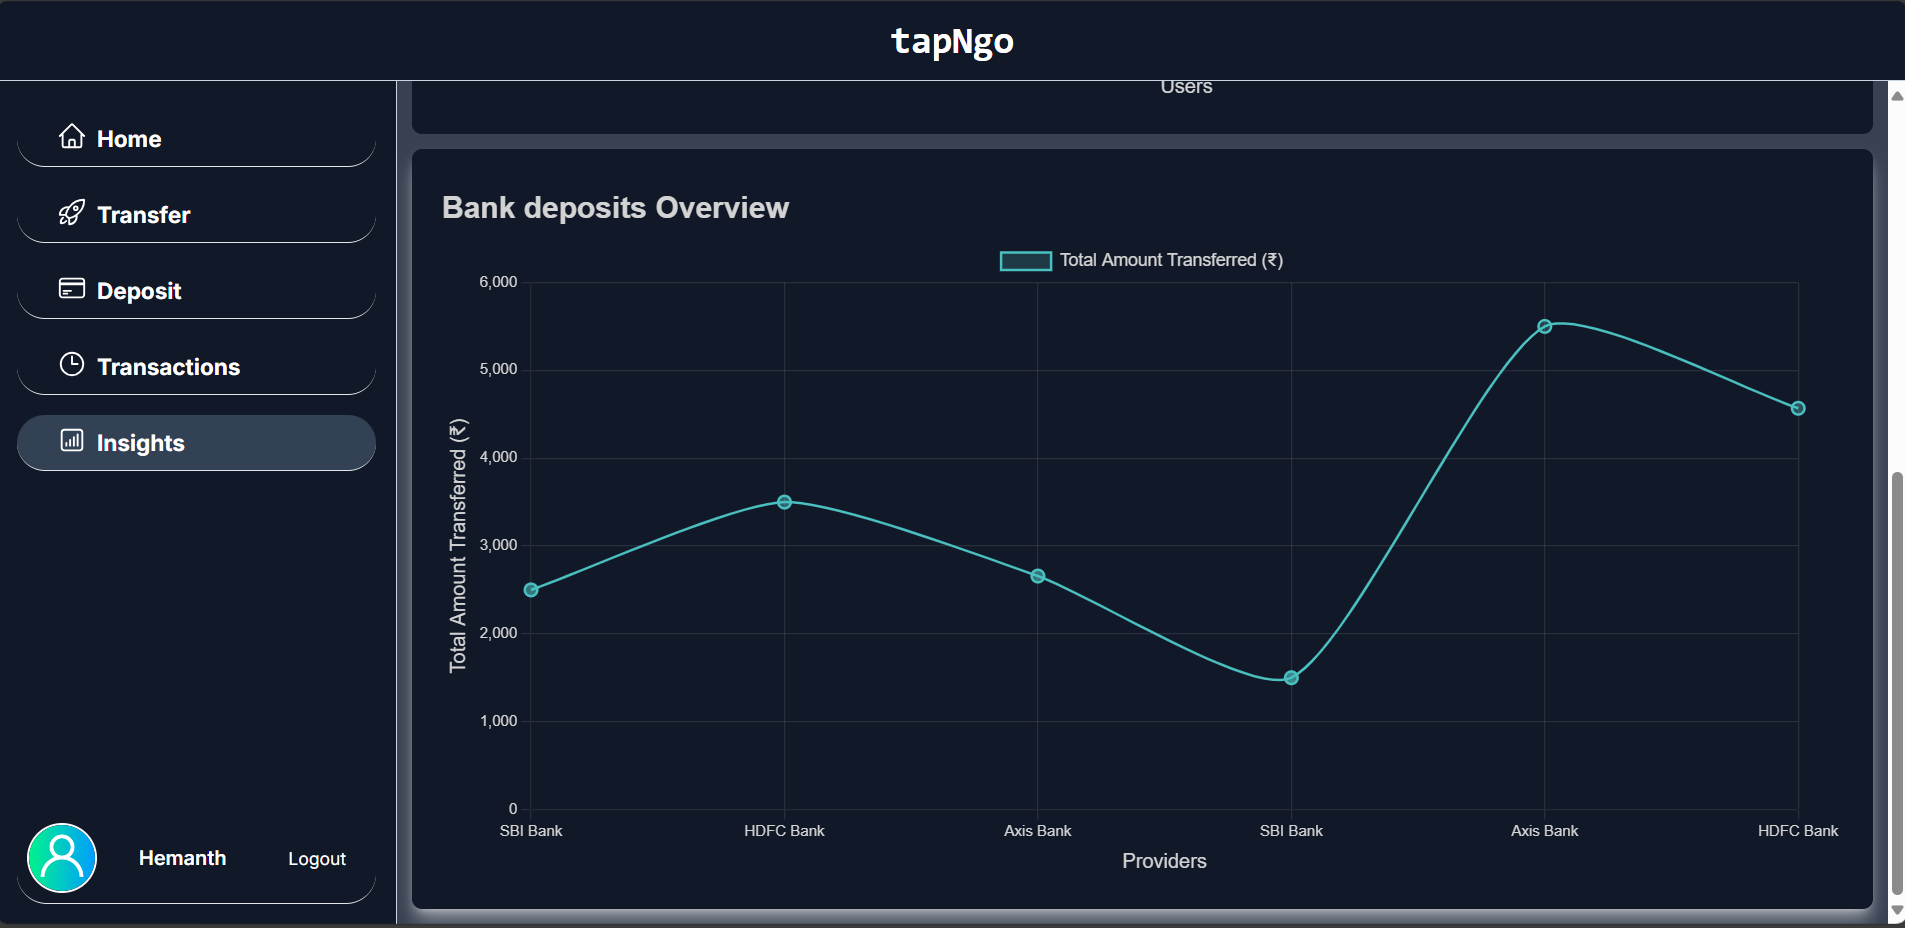 tapNgo
Home
Transfer
Deposit
Transactions
Insights
Hemanth
Logout
Users
Bank deposits Overview
Total Amount Transferred (₹)
Total Amount Transferred (₹)
6,000
5,000
4,000
3,000
2,000
1,000
0
SBI Bank
HDFC Bank
Axis Bank
SBI Bank
Axis Bank
HDFC Bank
Providers